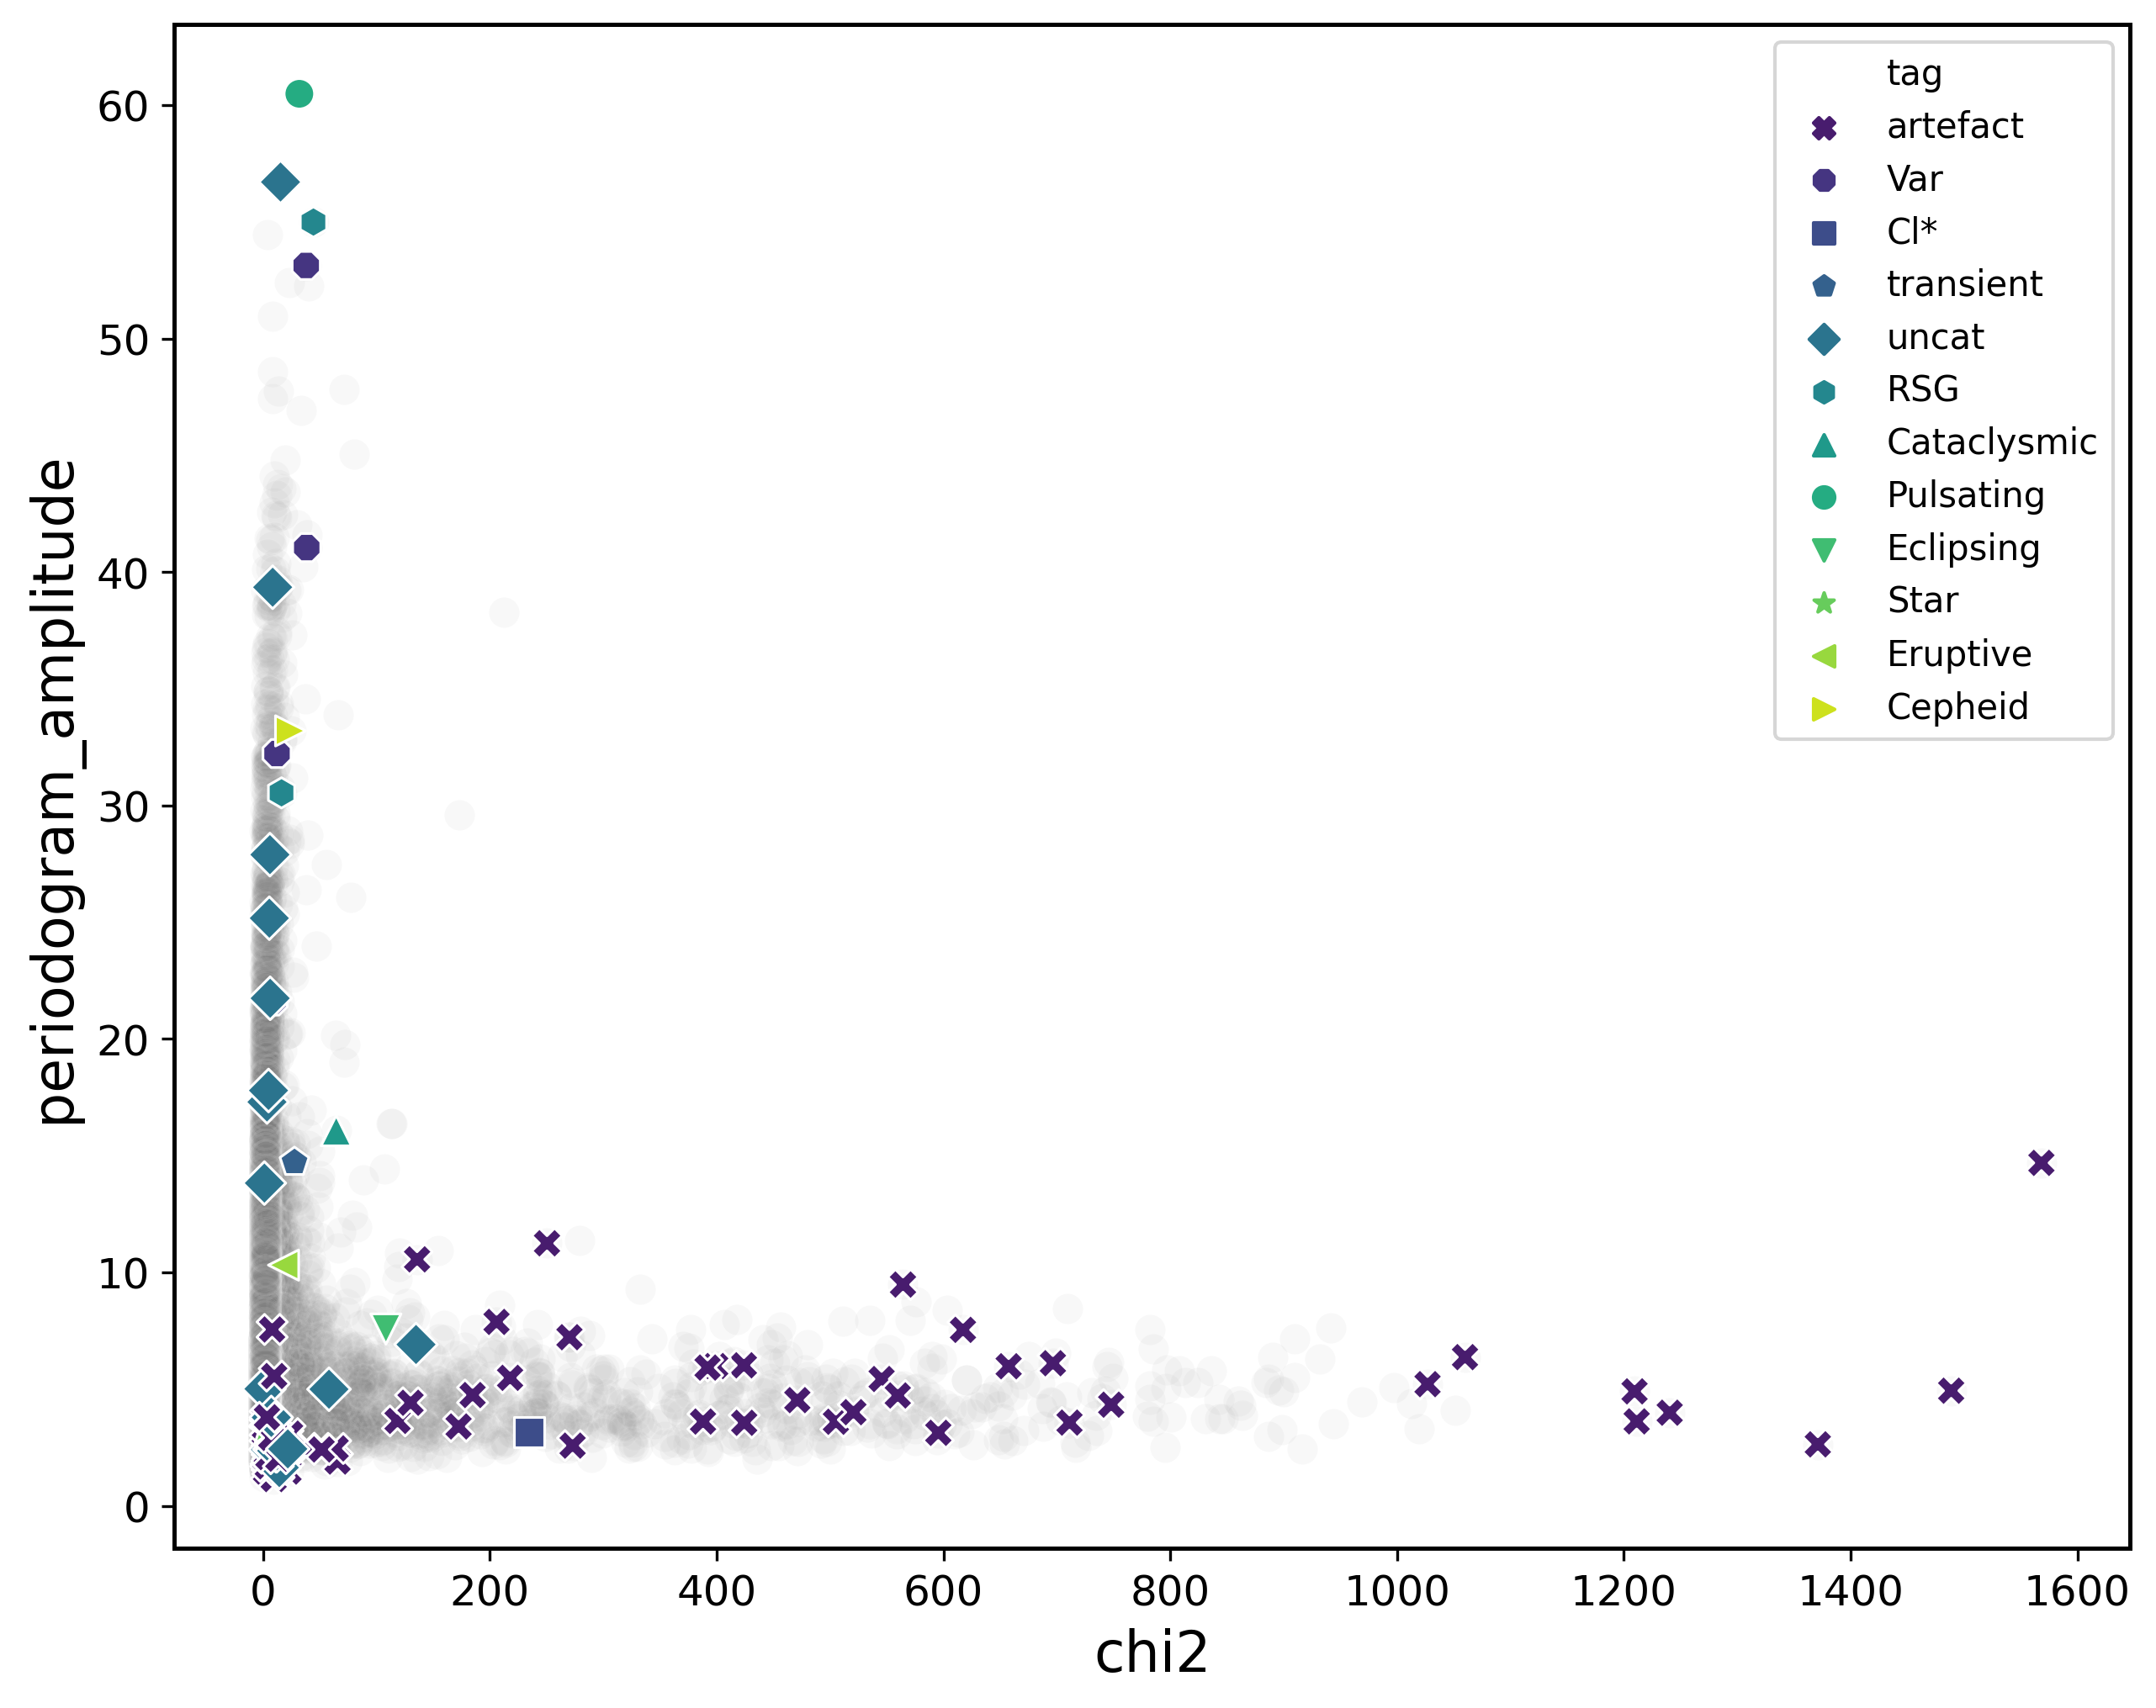 tag
artefact
Var
Cl*
transient
uncat
RSG
Cataclysmic
Pulsating
Eclipsing
Star
Eruptive
Cepheid
periodogram_amplitude
60
50
40
30
20
10
0
0 200 400 600 800 1000 1200 1400 1600
chi2